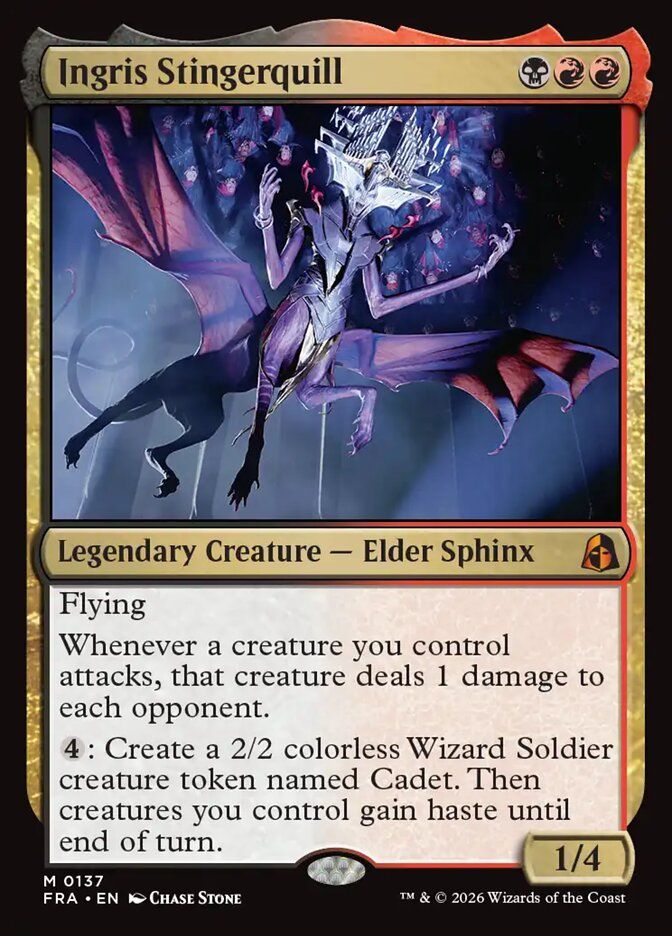 Ingris Stingerquill
Legendary Creature — Elder Sphinx
Flying
Whenever a creature you control
attacks, that creature deals 1 damage to
each opponent.
4: Create a 2/2 colorless Wizard Soldier
creature token named Cadet. Then
creatures you control gain haste until
end of turn.
1/4
M 0137
FRA • EN Chase Stone
™ & © 2026 Wizards of the Coast